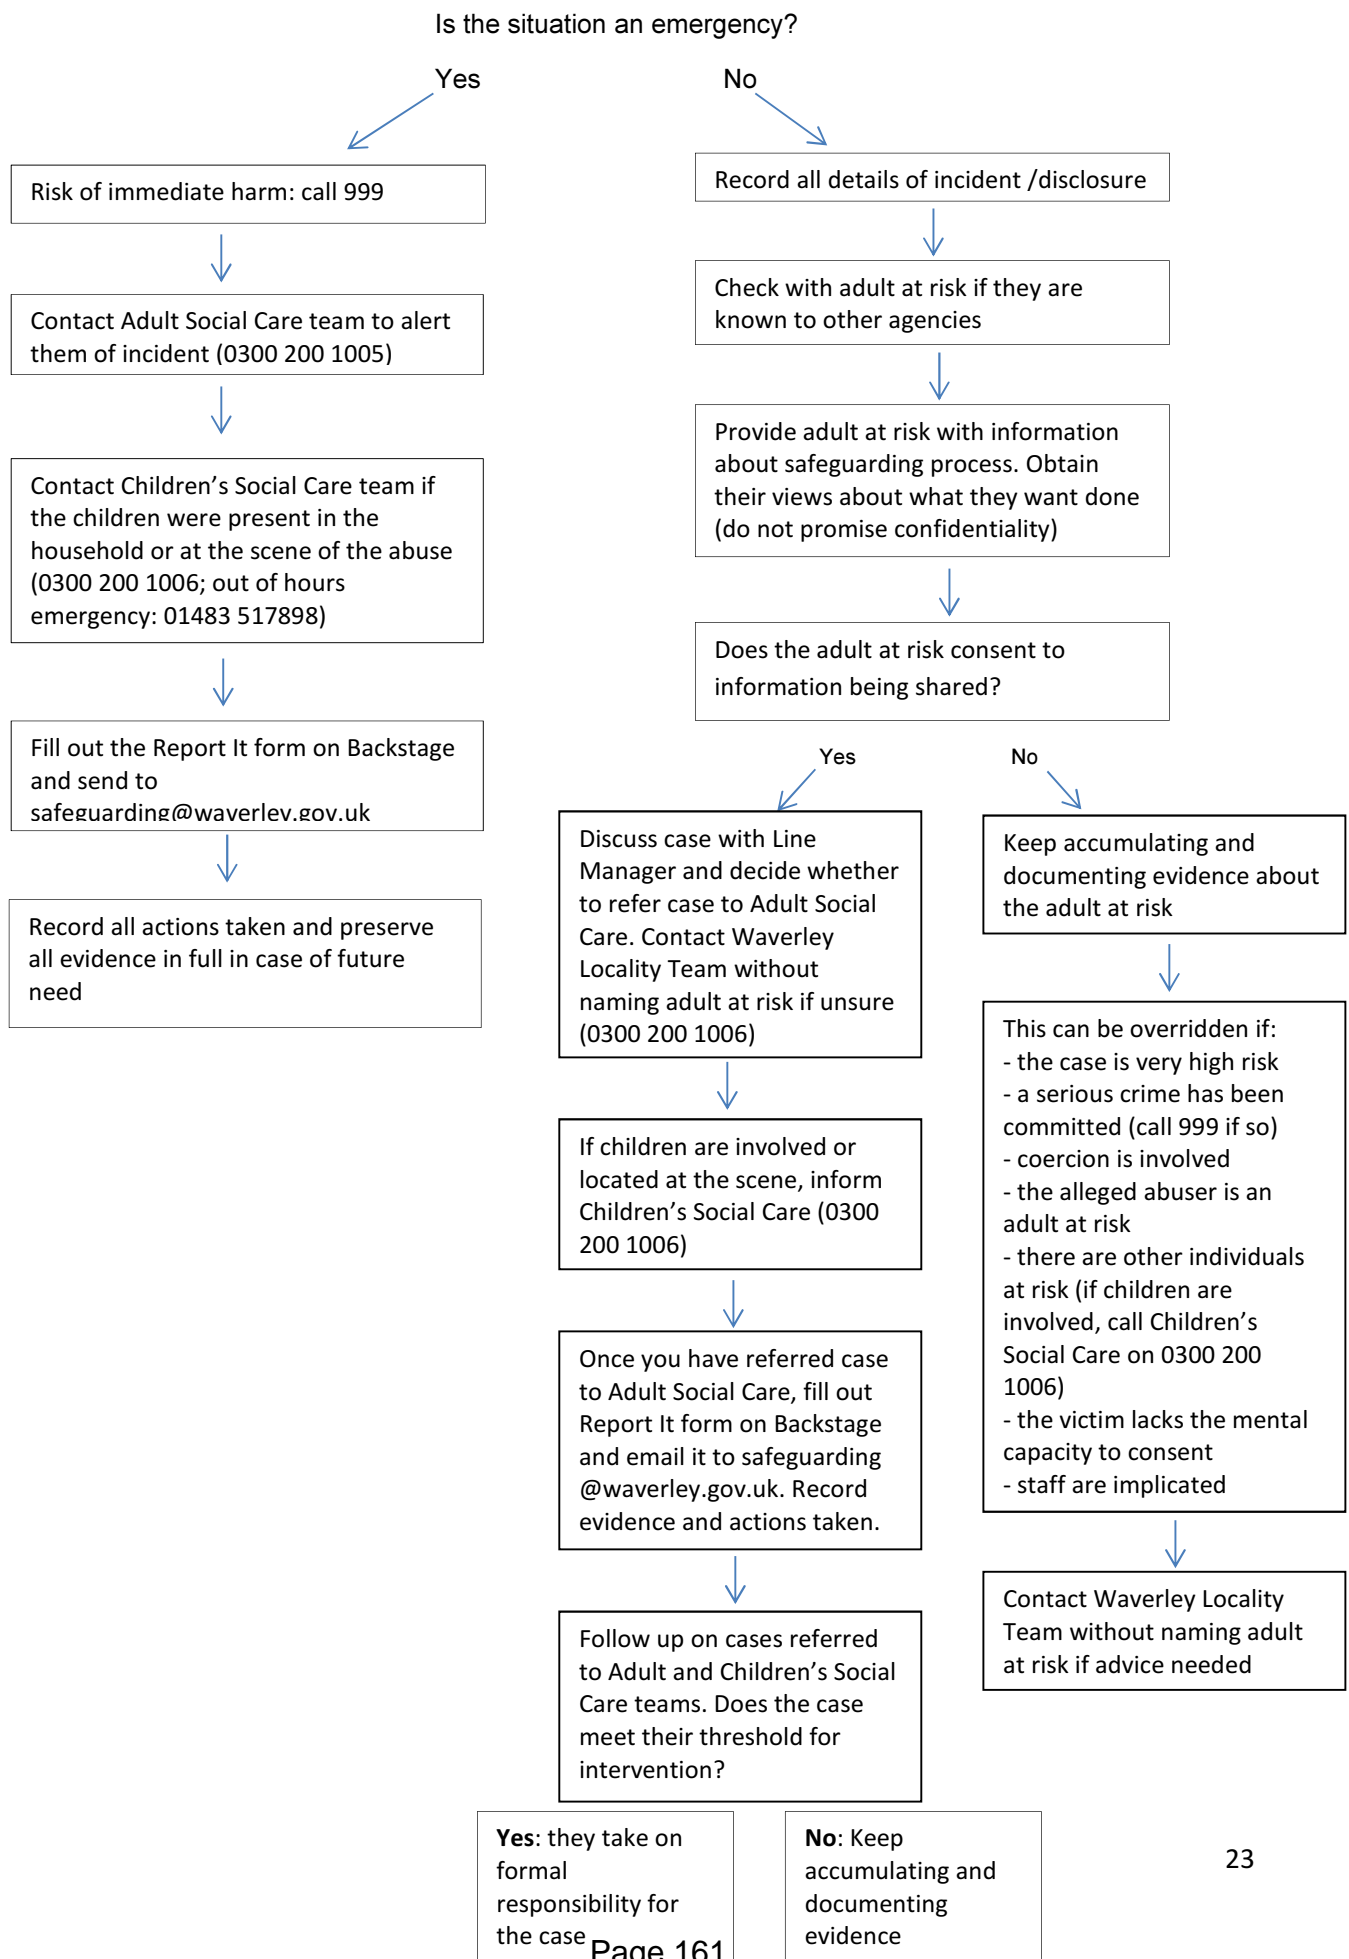 Is the situation an emergency?
Yes
No
Risk of immediate harm: call 999
Contact Adult Social Care team to alert
them of incident (0300 200 1005)
Contact Children’s Social Care team if
the children were present in the
household or at the scene of the abuse
(0300 200 1006; out of hours
emergency: 01483 517898)
Fill out the Report It form on Backstage
and send to
safeguarding@waverley.gov.uk
Record all actions taken and preserve
all evidence in full in case of future
need
Record all details of incident /disclosure
Check with adult at risk if they are
known to other agencies
Provide adult at risk with information
about safeguarding process. Obtain
their views about what they want done
(do not promise confidentiality)
Does the adult at risk consent to
information being shared?
Yes
No
Discuss case with Line
Manager and decide whether
to refer case to Adult Social
Care. Contact Waverley
Locality Team without
naming adult at risk if unsure
(0300 200 1006)
If children are involved or
located at the scene, inform
Children’s Social Care (0300
200 1006)
Once you have referred case
to Adult Social Care, fill out
Report It form on Backstage
and email it to safeguarding
@waverley.gov.uk. Record
evidence and actions taken.
Follow up on cases referred
to Adult and Children’s Social
Care teams. Does the case
meet their threshold for
intervention?
Yes: they take on
formal
responsibility for
the case
No: Keep
accumulating and
documenting
evidence
Keep accumulating and
documenting evidence about
the adult at risk
This can be overridden if:
- the case is very high risk
- a serious crime has been
committed (call 999 if so)
- coercion is involved
- the alleged abuser is an
adult at risk
- there are other individuals
at risk (if children are
involved, call Children’s
Social Care on 0300 200
1006)
- the victim lacks the mental
capacity to consent
- staff are implicated
Contact Waverley Locality
Team without naming adult
at risk if advice needed
23
Page 161